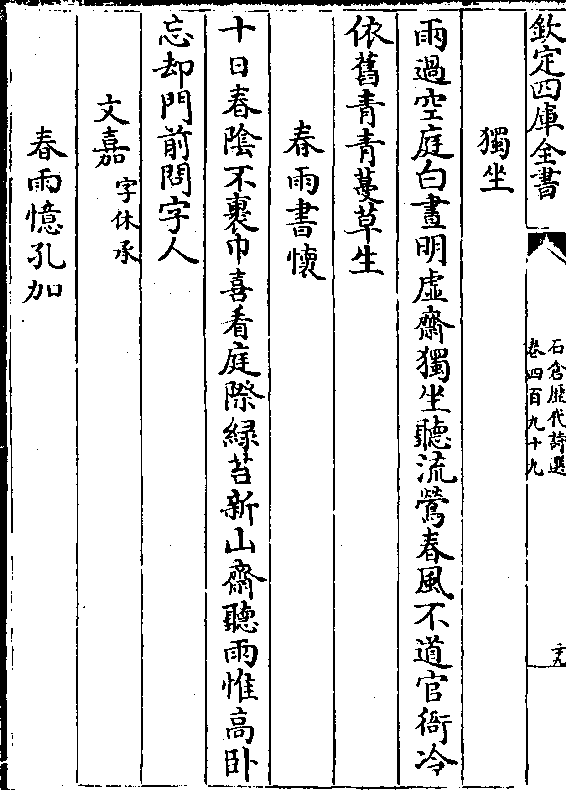 欽定四庫全書
石倉歷代詩選
卷四百九十九
獨坐
雨過空庭白晝明虛齋獨坐聽流鶯春風不道官衙冷
依舊青青蔓草生
春雨書懷
十日春陰不裹巾喜看庭際緑苔新山齋聽雨惟高卧
忘却門前問字人
文嘉 字休承
春雨憶孔加